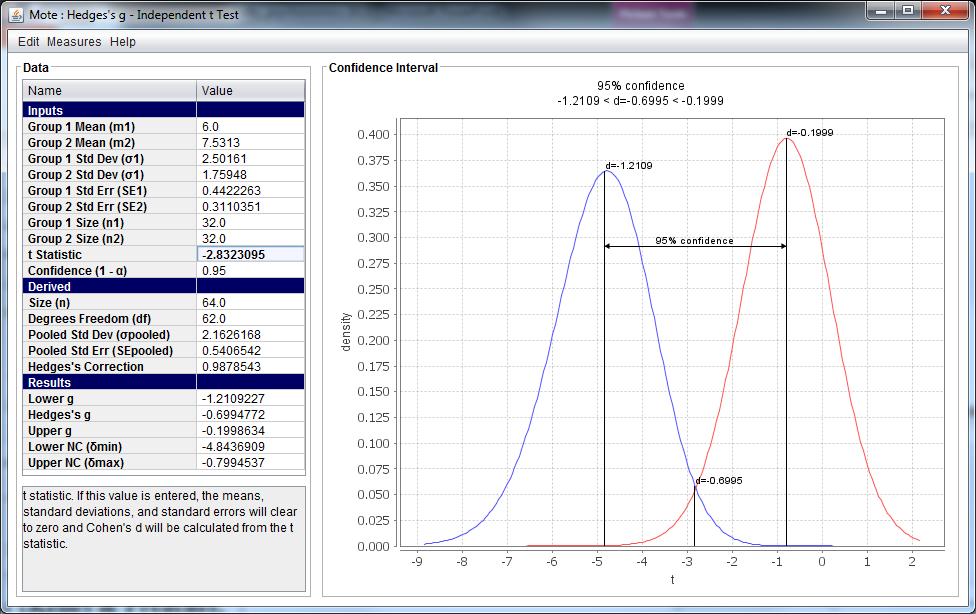 Mote : Hedges's g - Independent t Test
Edit Measures Help
Data
Name Value
Inputs
Group 1 Mean (m1) 6.0
Group 2 Mean (m2) 7.5313
Group 1 Std Dev (σ1) 2.50161
Group 2 Std Dev (σ1) 1.75948
Group 1 Std Err (SE1) 0.4422263
Group 2 Std Err (SE2) 0.3110351
Group 1 Size (n1) 32.0
Group 2 Size (n2) 32.0
t Statistic -2.8323095
Confidence (1 - α) 0.95
Derived
Size (n) 64.0
Degrees Freedom (df) 62.0
Pooled Std Dev (σpooled) 2.1626168
Pooled Std Err (SEpooled) 0.5406542
Hedges's Correction 0.9878543
Results
Lower g -1.2109227
Hedges's g -0.6994772
Upper g -0.1998634
Lower NC (δmin) -4.8436909
Upper NC (δmax) -0.7994537
t statistic. If this value is entered, the means,
standard deviations, and standard errors will clear
to zero and Cohen's d will be calculated from the t
statistic.
Confidence Interval
95% confidence
-1.2109 < d=-0.6995 < -0.1999
density
0.400
0.375
0.350
0.325
0.300
0.275
0.250
0.225
0.200
0.175
0.150
0.125
0.100
0.075
0.050
0.025
0.000
d=-0.1999
d=-1.2109
95% confidence
d=-0.6995
-9 -8 -7 -6 -5 -4 -3 -2 -1 0 1 2
t